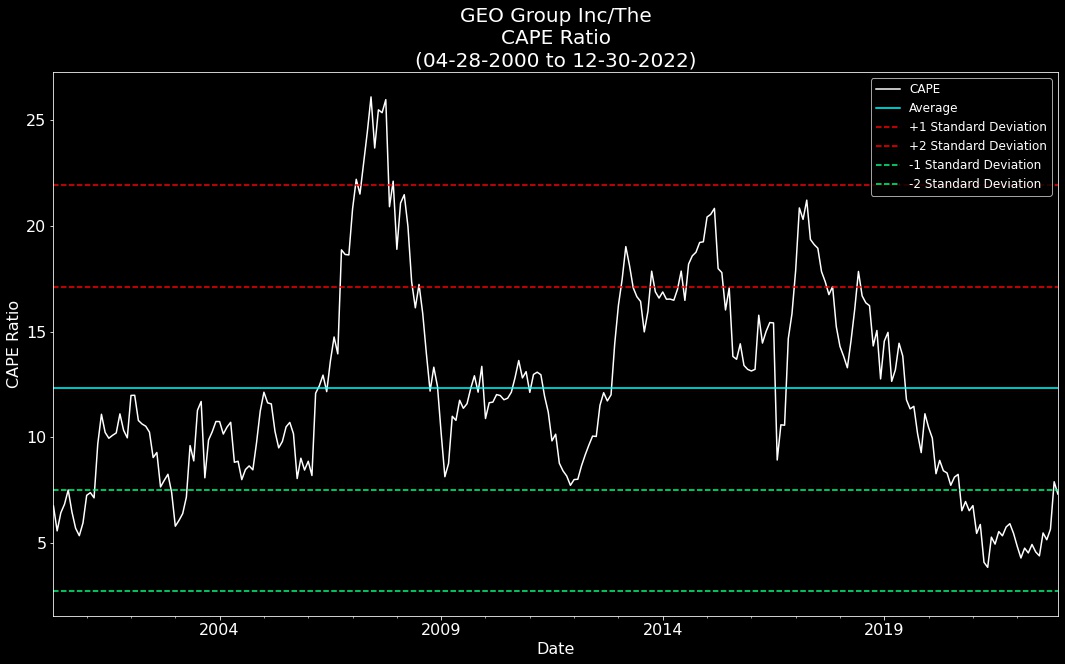 GEO Group Inc/The
CAPE Ratio
(04-28-2000 to 12-30-2022)
CAPE
Average
+1 Standard Deviation
+2 Standard Deviation
-1 Standard Deviation
-2 Standard Deviation
CAPE Ratio
25
20
15
10
5
2004
2009
2014
2019
Date